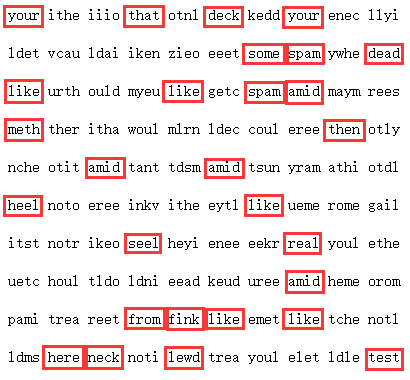 your ithe iiio that otnl deck kedd your enec llyi
ldet vcau ldai iken zieo eeet some spam ywhe dead
like urth ould myeu like getc spam amid maym rees
meth ther itha woul mlrn ldec coul eree then otly
nche otit amid tant tdsm amid tsun yram athi otdl
heel noto eree inkv ithe eytl like ueme rome gail
itst notr ikeo seel heyi enee eekr real youl ethe
uetc houl tldo ldni eead keud uree amid heme orom
pami trea reet from fink like emet like tche notl
ldms here neck noti lewd trea youl elet ldle test